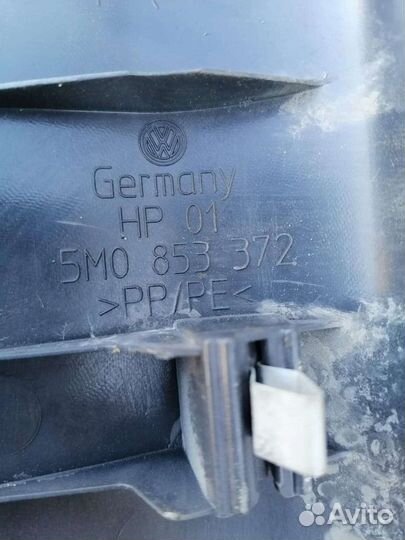 Germany
HP 01
5M0 853 372
>PP/PE<
Avito